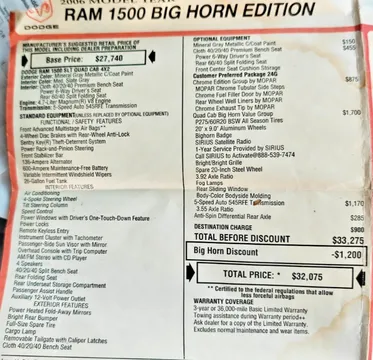 2006 MODEL YEAR
RAM 1500 BIG HORN EDITION
DODGE
MANUFACTURER'S SUGGESTED RETAIL PRICE OF
THIS MODEL INCLUDING DEALER PREPARATION
Base Price: $27,740
DODGE RAM 1500 SLT QUAD CAB 4X2
Exterior Color: Mineral Gray Metallic C/Coat Paint
Interior Color: Med. Slate Gray
Interior: Cloth 40/20/40 Premium Bench Seat
Power 6-Way Driver's Seat
Rear 60/40 Split Folding Seat
Engine: 4.7-Liter Magnum(R) V8 Engine
Transmission: 5-Speed Auto 545RFE Transmission
STANDARD EQUIPMENT(UNLESS REPLACED BY OPTIONAL EQUIPMENT)
FUNCTIONAL / SAFETY FEATURES
Front Advanced Multistage Air Bags**
4-Wheel Disc Brakes with Rear-Wheel Anti-Lock
Sentry Key(R) Theft-Deterrent System
Power Rack-and-Pinion Steering
Front Stabilizer Bar
136-Ampere Alternator
600-Ampere Maintenance-Free Battery
Variable Intermittent Windshield Wipers
26-Gallon Fuel Tank
INTERIOR FEATURES
Air Conditioning
4-Spoke Steering Wheel
Tilt Steering Column
Speed Control
Power Windows with Driver's One-Touch-Down Feature
Power Locks
Remote Keyless Entry
Instrument Cluster with Tachometer
Passenger-Side Sun Visor with Mirror
Overhead Console with Trip Computer
AM/FM Stereo with CD Player
4 Speakers
40/20/40 Split Bench Seat
Rear Folding Seat
Rear Underseat Storage Compartment
Passenger Assist Handle
Auxiliary 12-Volt Power Outlet
EXTERIOR FEATURES
Power Heated Fold-Away Mirrors
Bright Rear Bumper
Full-Size Spare Tire
Cargo Lamp
Removable Tailgate with Caliper Latches
Cloth 40/20/40 Bench Seat
OPTIONAL EQUIPMENT
Mineral Gray Metallic C/Coat Paint $150
Cloth 40/20/40 Premium Bench Seat $450
Power 6-Way Driver's Seat
Rear 60/40 Split Folding Seat
Front Center Seat Cushion Storage
Customer Preferred Package 24G
Chrome Edition Group by MOPAR $875
MOPAR Chrome Tubular Side Steps
Chrome Fuel Filler Door by MOPAR
Rear Wheel Well Liners by MOPAR
Chrome Exhaust Tip by MOPAR
Quad Cab Big Horn Value Group $1,700
P275/60R20 BSW All Season Tires
20" x 9.0" Aluminum Wheels
Bighorn Badge
SIRIUS Satellite Radio
1-Year Service Provided by SIRIUS
Call SIRIUS to Activate@888-539-7474
Bright/Bright Grille
Spare 20-Inch Steel Wheel
3.92 Axle Ratio
Fog Lamps
Rear Sliding Window
Body-Color Bodyside Molding
5-Speed Auto 545RFE Transmission $1,170
3.55 Axle Ratio
Anti-Spin Differential Rear Axle $285
DESTINATION CHARGE $900
TOTAL BEFORE DISCOUNT $33,275
Big Horn Discount -$1,200
TOTAL PRICE: * $32,075
** Certified to the federal regulations that allow
less forceful airbags
WARRANTY COVERAGE
3-year or 36,000-mile Basic Limited Warranty.
Towing assistance during Warranty period++
Ask dealer for a copy of the Limited Warranty.
Excludes normal maintenance and wear items.